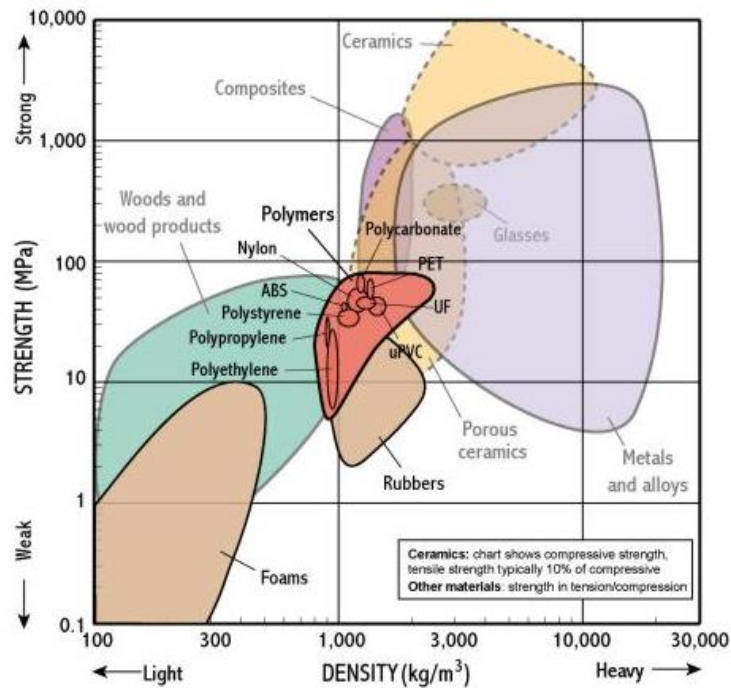 10,000
Strong
Ceramics
Composites
1,000
Woods and
wood products
Polymers
Polycarbonate
Glasses
Nylon
STRENGTH (MPa)
100
PET
ABS
UF
Polystyrene
Polypropylene
uPVC
Polyethylene
10
Porous
ceramics
Metals
and alloys
Rubbers
1
Weak
Foams
Ceramics: chart shows compressive strength,
tensile strength typically 10% of compressive
Other materials: strength in tension/compression
0.1
100
300
1,000
3,000
10,000
30,000
Light
DENSITY (kg/m³)
Heavy